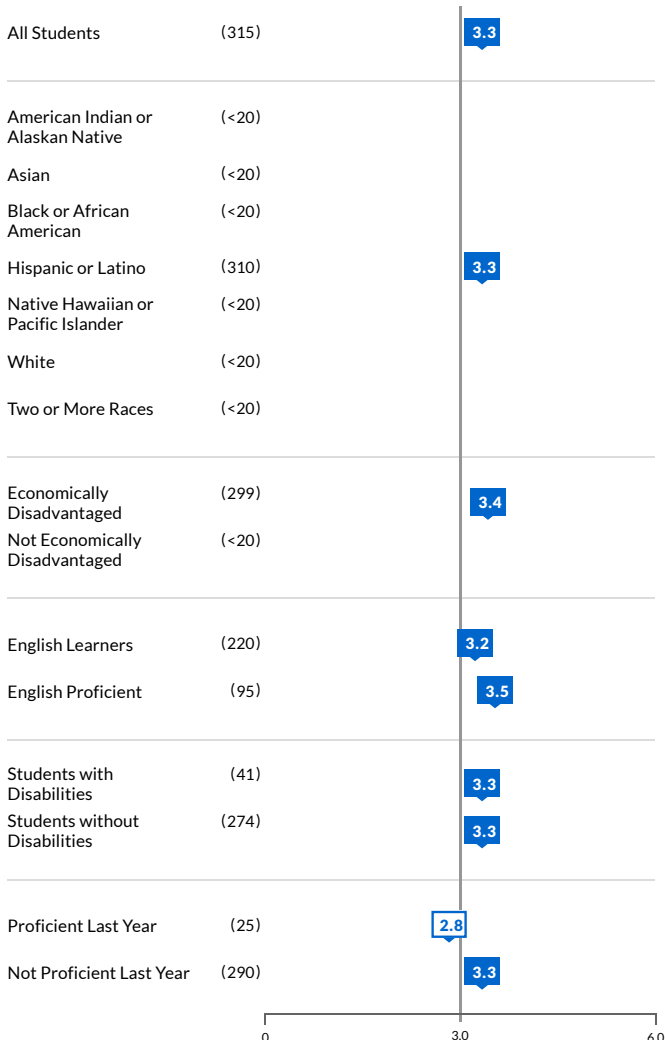 All Students (315) 3.3
American Indian or (<20)
Alaskan Native
Asian (<20)
Black or African (<20)
American
Hispanic or Latino (310) 3.3
Native Hawaiian or (<20)
Pacific Islander
White (<20)
Two or More Races (<20)
Economically (299) 3.4
Disadvantaged
Not Economically (<20)
Disadvantaged
English Learners (220) 3.2
English Proficient (95) 3.5
Students with (41) 3.3
Disabilities
Students without (274) 3.3
Disabilities
Proficient Last Year (25) 2.8
Not Proficient Last Year (290) 3.3
0 3.0 6.0